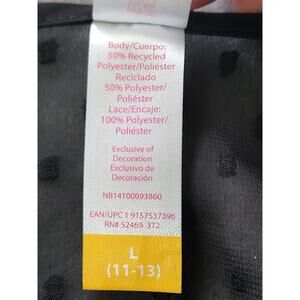 Body/Cuerpo:
50% Recycled
Polyester/Poliéster
Reciclado
50% Polyester/
Poliéster
Lace/Encaje:
100% Polyester/
Poliéster
Exclusive of
Decoration
Exclusivo de
Decoración
NB14100093860
EAN/UPC 1 9157537396
RN# 52469 3T2
L
(11-13)